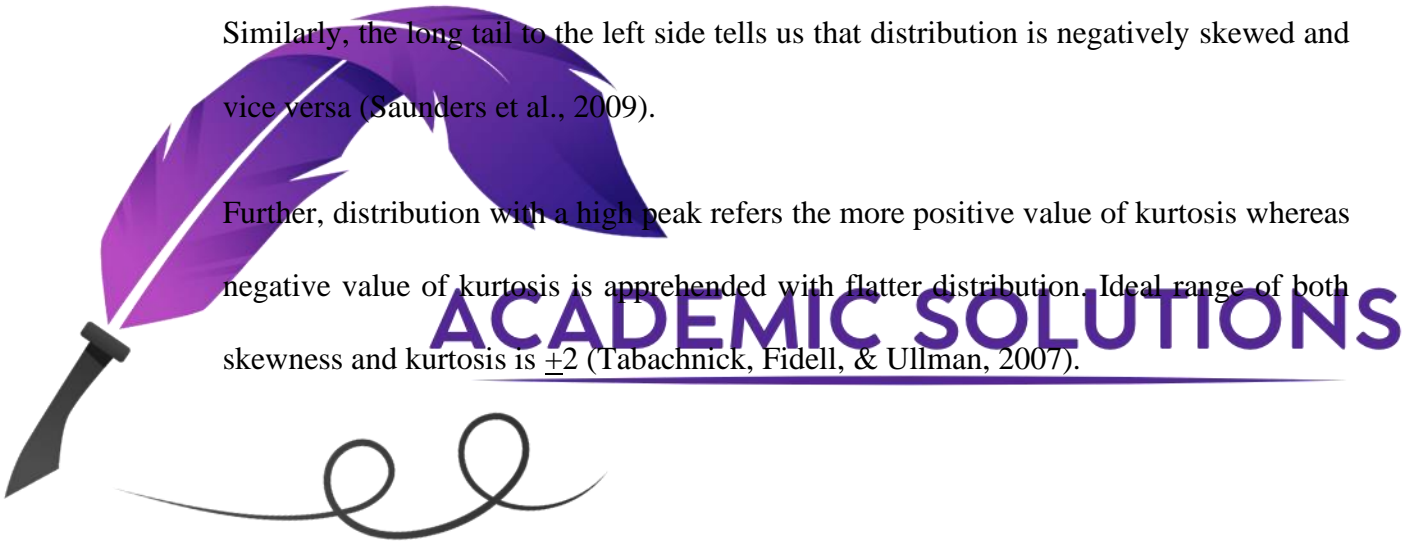 Similarly, the long tail to the left side tells us that distribution is negatively skewed and
vice versa (Saunders et al., 2009).
Further, distribution with a high peak refers the more positive value of kurtosis whereas
negative value of kurtosis is apprehended with flatter distribution. Ideal range of both
ACADEMIC SOLUTIONS
skewness and kurtosis is ±2 (Tabachnick, Fidell, & Ullman, 2007).